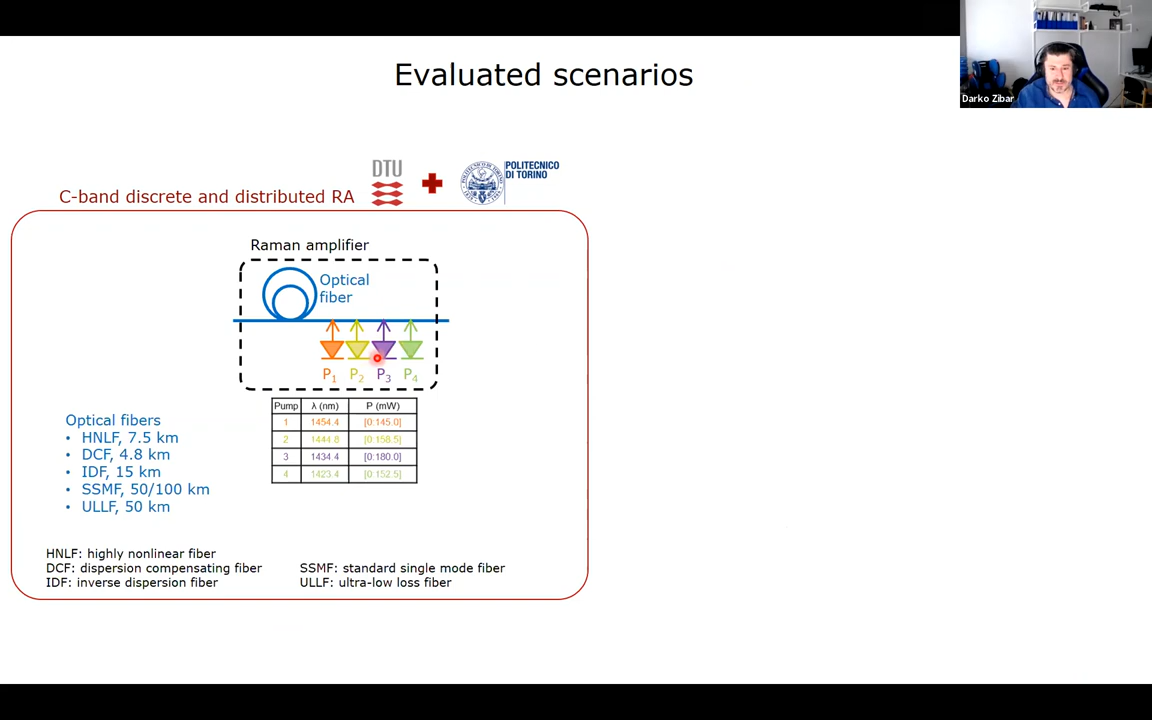 Evaluated scenarios
Darko Zibar
C-band discrete and distributed RA
DTU
POLITECNICO
DI TORINO
Raman amplifier
Optical
fiber
P1 P2 P3 P4
Pump λ (nm) P (mW)
1 1454.4 [0:145.0]
2 1444.8 [0:158.5]
3 1434.4 [0:180.0]
4 1423.4 [0:152.5]
Optical fibers
• HNLF, 7.5 km
• DCF, 4.8 km
• IDF, 15 km
• SSMF, 50/100 km
• ULLF, 50 km
HNLF: highly nonlinear fiber
DCF: dispersion compensating fiber
IDF: inverse dispersion fiber
SSMF: standard single mode fiber
ULLF: ultra-low loss fiber